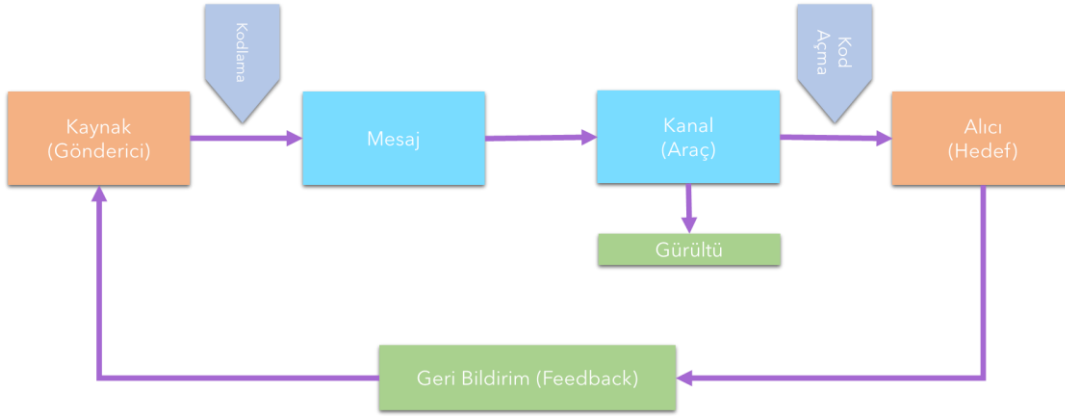 Kodlama
Kod
Açma
Kaynak
(Gönderici)
Mesaj
Kanal
(Araç)
Alıcı
(Hedef)
Gürültü
Geri Bildirim (Feedback)